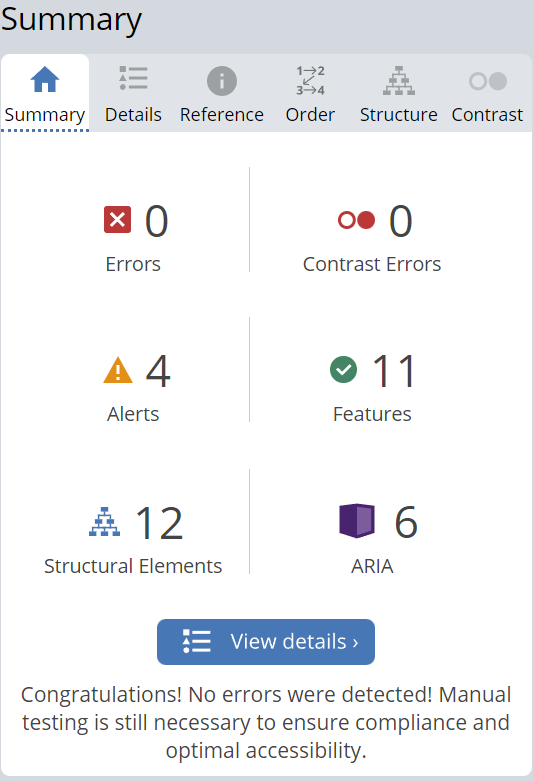 Summary
Summary Details Reference Order Structure Contrast
1→2
3→4
0 0
Errors Contrast Errors
4 11
Alerts Features
12 6
Structural Elements ARIA
View details ›
Congratulations! No errors were detected! Manual
testing is still necessary to ensure compliance and
optimal accessibility.